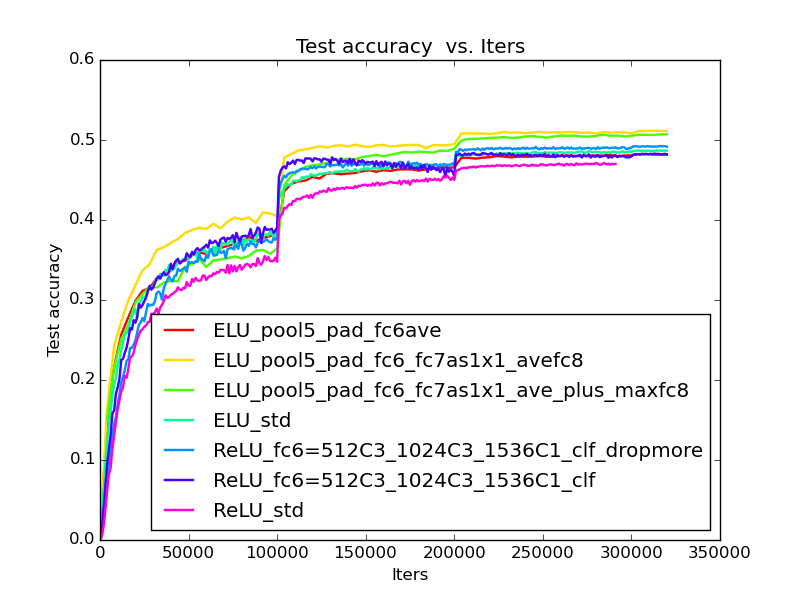 Test accuracy  vs. Iters
0.6
0.5
0.4
0.3
0.2
0.1
0.0
Test accuracy
ELU_pool5_pad_fc6ave
ELU_pool5_pad_fc6_fc7as1x1_avefc8
ELU_pool5_pad_fc6_fc7as1x1_ave_plus_maxfc8
ELU_std
ReLU_fc6=512C3_1024C3_1536C1_clf_dropmore
ReLU_fc6=512C3_1024C3_1536C1_clf
ReLU_std
0 50000 100000 150000 200000 250000 300000 350000
Iters